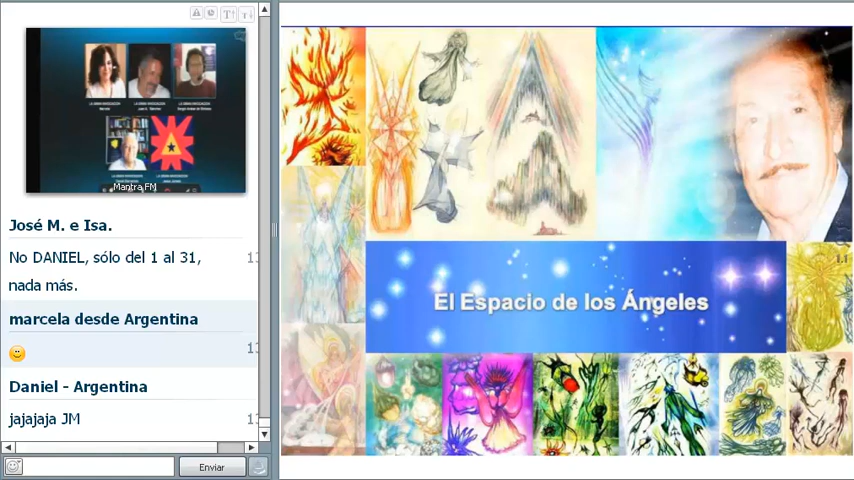 Mantra FM
José M. e Isa.
No DANIEL, sólo del 1 al 31,
nada más.
marcela desde Argentina
Daniel - Argentina
jajajaja JM
Enviar
El Espacio de los Ángeles